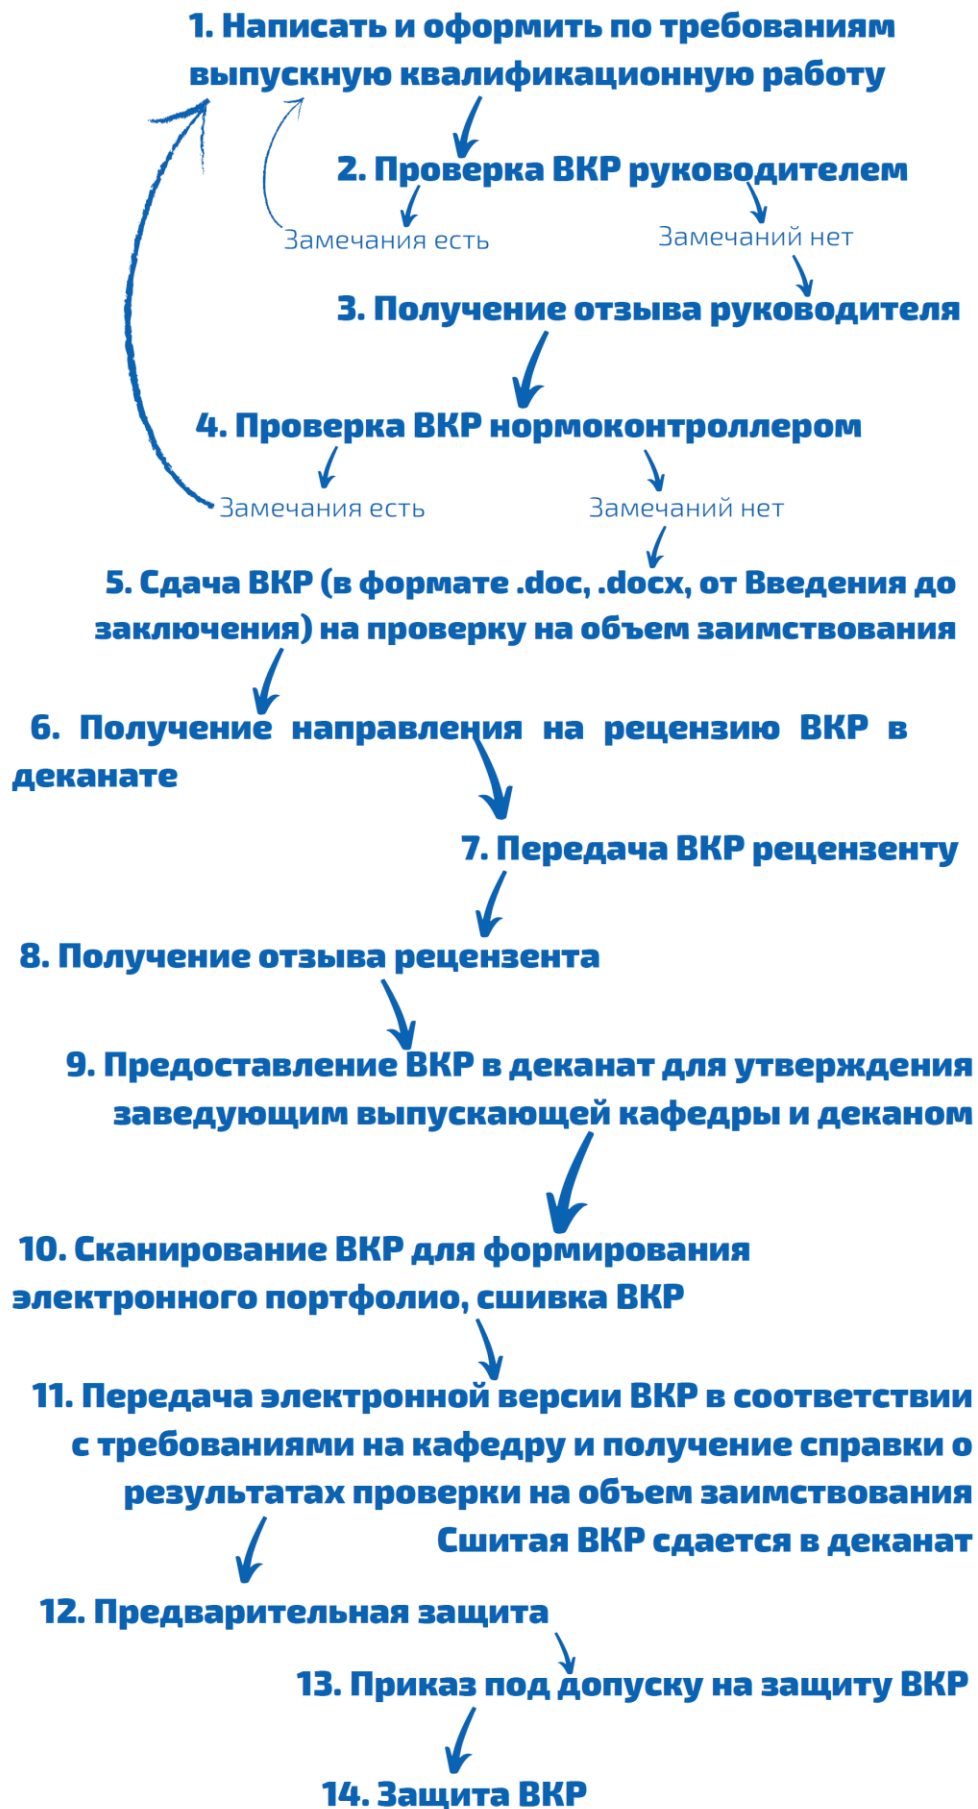 1. Написать и оформить по требованиям
выпускную квалификационную работу
2. Проверка ВКР руководителем
Замечания есть
Замечаний нет
3. Получение отзыва руководителя
4. Проверка ВКР нормоконтроллером
Замечания есть
Замечаний нет
5. Сдача ВКР (в формате .doc, .docx, от Введения до
заключения) на проверку на объем заимствования
6. Получение направления на рецензию ВКР в
деканате
7. Передача ВКР рецензенту
8. Получение отзыва рецензента
9. Предоставление ВКР в деканат для утверждения
заведующим выпускающей кафедры и деканом
10. Сканирование ВКР для формирования
электронного портфолио, сшивка ВКР
11. Передача электронной версии ВКР в соответствии
с требованиями на кафедру и получение справки о
результатах проверки на объем заимствования
Сшитая ВКР сдается в деканат
12. Предварительная защита
13. Приказ под допуску на защиту ВКР
14. Защита ВКР